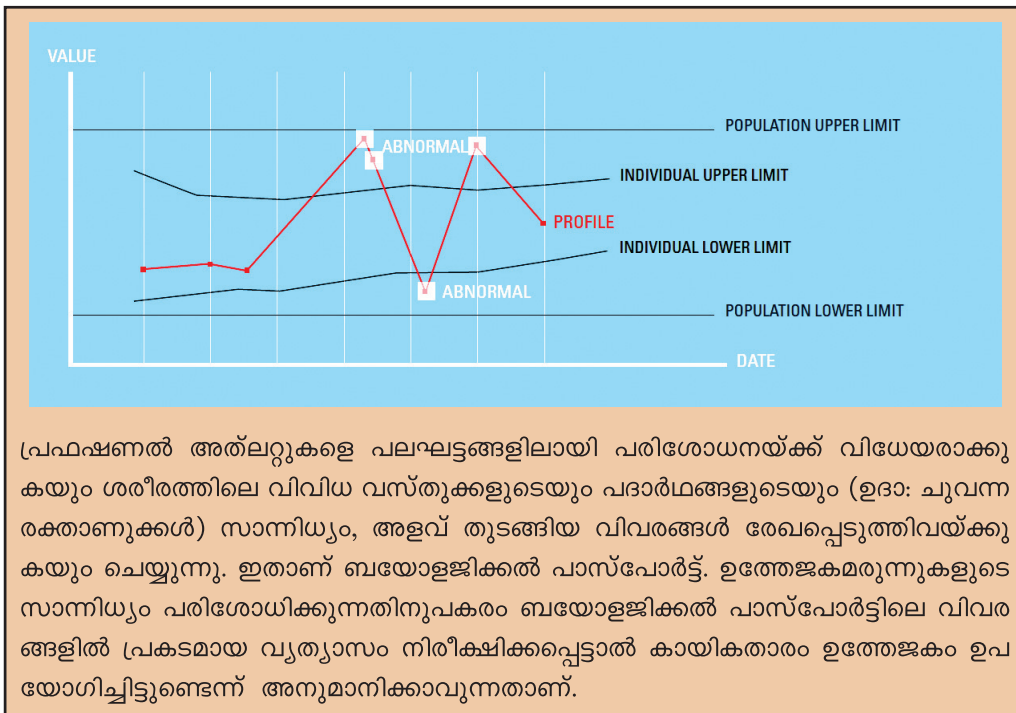 VALUE
POPULATION UPPER LIMIT
ABNORMAL
INDIVIDUAL UPPER LIMIT
PROFILE
INDIVIDUAL LOWER LIMIT
ABNORMAL
POPULATION LOWER LIMIT
DATE
പ്രഫഷണൽ അത്‌ലറ്റുകളെ പലഘട്ടങ്ങളിലായി പരിശോധനയ്ക്ക് വിധേയരാക്കു
കയും ശരീരത്തിലെ വിവിധ വസ്തുക്കളുടെയും പദാർഥങ്ങളുടെയും (ഉദാ: ചുവന്ന
രക്താണുക്കൾ) സാന്നിധ്യം, അളവ് തുടങ്ങിയ വിവരങ്ങൾ രേഖപ്പെടുത്തിവയ്ക്കു
കയും ചെയ്യുന്നു. ഇതാണ് ബയോളജിക്കൽ പാസ്പോർട്ട്. ഉത്തേജകമരുന്നുകളുടെ
സാന്നിധ്യം പരിശോധിക്കുന്നതിനുപകരം ബയോളജിക്കൽ പാസ്പോർട്ടിലെ വിവര
ങ്ങളിൽ പ്രകടമായ വ്യത്യാസം നിരീക്ഷിക്കപ്പെട്ടാൽ കായികതാരം ഉത്തേജകം ഉപ
യോഗിച്ചിട്ടുണ്ടെന്ന് അനുമാനിക്കാവുന്നതാണ്.